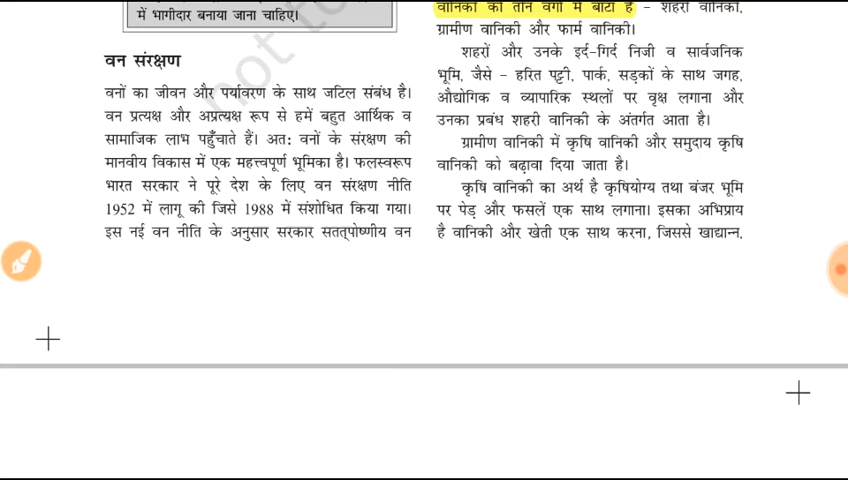 में भागीदार बनाया जाना चाहिए।
वन संरक्षण
वनों का जीवन और पर्यावरण के साथ जटिल संबंध है।
वन प्रत्यक्ष और अप्रत्यक्ष रूप से हमें बहुत आर्थिक व
सामाजिक लाभ पहुँचाते हैं। अत: वनों के संरक्षण की
मानवीय विकास में एक महत्त्वपूर्ण भूमिका है। फलस्वरूप
भारत सरकार ने पूरे देश के लिए वन संरक्षण नीति
1952 में लागू की जिसे 1988 में संशोधित किया गया।
इस नई वन नीति के अनुसार सरकार सतत्पोष्णीय वन
वानिकी को तीन वर्गों में बाँटा है – शहरी वानिकी,
ग्रामीण वानिकी और फार्म वानिकी।
शहरों और उनके इर्द-गिर्द निजी व सार्वजनिक
भूमि, जैसे – हरित पट्टी, पार्क, सड़कों के साथ जगह,
औद्योगिक व व्यापारिक स्थलों पर वृक्ष लगाना और
उनका प्रबंध शहरी वानिकी के अंतर्गत आता है।
ग्रामीण वानिकी में कृषि वानिकी और समुदाय कृषि
वानिकी को बढ़ावा दिया जाता है।
कृषि वानिकी का अर्थ है कृषियोग्य तथा बंजर भूमि
पर पेड़ और फसलें एक साथ लगाना। इसका अभिप्राय
है वानिकी और खेती एक साथ करना, जिससे खाद्यान्न,
not to